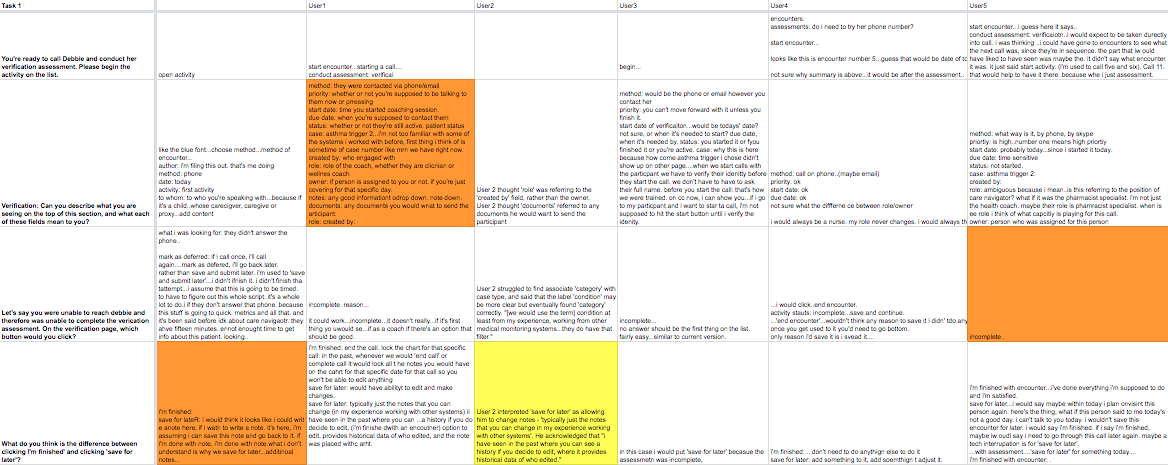 Task 1
User1
User2
User3
User4
User5
You're ready to call Debbie and conduct her
verification assessment. Please begin the
activity on the list.
open activity
start encounter...starting a call....
conduct assessment: verificai
begin...
encounters:
assessments: do i need to try her phone number?
start encounter...
looks like this is encounter number 5...guess that would be date of
not sure why summary is above...it would be after the assessment..
start encounter...i guess here it says..
conduct assessment: verificaiotn..i would expect to be taken durectly
into call. i was thinking ..i could have gone to encounters to see what
the next call was, since they're in sequence. the part that iw ould
have liked to have seen was maybe the. it didn't say what encounter
it was. it just said start activity. (i'm used to call five and six). Call 11.
that would help to have it there. because who i just assessment.
Verification: Can you describe what you are
seeing on the top of this section, and what each
of these fields mean to you?
like the blue font...choose method...method of
encounter...
author: i'm filing this out. that's me doing
method: phone
date: today
activity: first activity
to whom. to who you're speaking with...because if
it's a child. whose caregiver, caregive or
proxy...add content
method: they were contacted via phone/email
priority: whether or not you're supposed to be talking to
them now or pressing
start date: time you started coaching session.
due date: when you're supposed to contact them
status: whether or not they're still active. patient status
case: asthma trigger 2...i'm not too familiar with some of
the systems i worked with before, first thing i think of is
sometime of case number like mrn we have right now.
created by: who engaged with
role: role of the coach, whether they are clicnian or
wellnes coach
owner: if person is assigned to you or not. if you're just
covering for that specific day.
notes: any good informatioin odrop down. note down.
documents: any documents you would what to send the
articipant:
role: created by:
User 2 thought 'role' was referring to the
'created by' field, rather than the owner.
User 2 thought 'documents' referred to any
documents he would want to send the
participant
method: would be the phone or email however you
contact her
priority: you can't move forward with it unless you
finish it.
start date of verificaiton...would be todays' date?
not sure, or when it's needed to start? due date,
when it's needed by. status: you started it or fyou
finished it or you're active. case: why this is here
because how come asthma trigger i chose didn't
show up on other page....when we start calls with
the particpant we have to verify their identity before
they start the call. we don't have to have to ask
their full name. before you start the call. that's how
we were trained. on cc now, i can show you...if i go
to my participant and i want to star ta call, i'm not
supposed to hit the start button until i verify the
idenity.
method: call on phone..(maybe email)
priority: ok
start date: ok
due date: ok
not sure what the differrence ce between role/owner
i would always be a nurse. my role never changes. i would always th
method: what way is it, by phone, by skype
priotriy: is high..number one means high priotriy
start date: probably today...since i started it today.
due date: time sensitive
status: not started.
case: asthma trigger 2:
created by:
role: ambiguous because i mean..is this referring to the position of
care navigator? what if it was the pharmacist specialist. i'm not just
the health coach. maybe their role is pharmacist specialist. when is
ee role i think of what capcitiy is playing for this call.
owner: person who was assigned for this person
Let's say you were unable to reach debbie and
therefore was unable to complete the verication
assessment. On the verification page, which
button would you click?
what i was looking for: they didn't answer the
phone..
mark as deferred: if i call once, i'll call
again....mark as defered, i'll go back later.
rather than save and submit later. i'm used to 'save
and submit later'...i didn't ifnish it. i didn't finish tha
tattempt...i assume that this is going to be timed.
to have to figure out this whole script. it's a whole
lot to do.i if they don't answer that phone. because
this stuff is going to quick. metrics and all that. and
it's been said before idk about care navigaotr. they
ahve fifteen minutes. ennot enought time to get
info about this patient. looking..
incomplete. reason...
it could work...incomplete...it doesn't really...if it's first
thing yo uwould se...if as a coach if there's an option that
should be good..
User 2 struggled to find associate 'category' with
case type, and said that the label 'condition' may
be more clear but eventually found 'category'
correctly. "[we would use the term] condition at
least from my experience, working from other
medical monitoring systems...they do have that
filter."
incomplete...
no answer should be the first thing on the list.
fairly easy...similar to current version.
...i would click..end encounter.
activity stauts: incomplete...save and continue.
...'end encounter'...wouldn't think any reason to save it i didn' tdo any
once you get used to it you'd need to go bottom.
only reason i'd save it is i svead it....
incomplete..
What do you think is the difference between
clicking I'm finished' and clicking 'save for
later'?
i'm finished:
save for lateR: i would think it looks like i could writ
e anote here, if i watn to write a note. it's here, i'm
assuming i can save this note and go back to it. if
i'm done with note, i'm done with note.what i don't
understand is why we save for later...additinoal
notes...
i'm finished: end the call. lock the chart for that specific
call: in the past, whenever we would 'end call' or
complete call it would lock all t he notes you would have
on the cahrt for that specific date for that call so you
won't be able to edit anything
save for later: would have abilityt to edit and make
changes.
save for later: typically just the notes that you can
change (in my experience working with other systems) ii
have seen in the past where you can ...a history if you do
decide to edit, (i'm finishe dwith an encoutner) option to
edit. provides historical data of who edited, and the note
was placed withc arht.
User 2 interpreted 'save for later' as allowing
him to change notes - "typically just the notes
that you can change in my experience working
with other systems'. He acknowledged that "i
have seen in the past where you can see a
history if you decide to edit, where it provides
historical data of who edited."
in this case i would put 'save for later' becasue the
assessmetn was incomplete,
i'm finished: ...don't need to do anyhign else to do it
save for later: add something to it, add soemthign t adjust it.
i'm finished with encounter...i've done everything i'm supposed to do
and i'm satisified.
save for later...i would say maybe within today i plan onvisitn this
person again. here's the thing, what if this person said to me today's
not a good day. i can't talk to you today. i wouldn't save this
encounter for later. i would finish it. if i say i'm finished,
maybe iw oudl say i need to go through this call later again. maybe a
tech interrupation is for 'save for later'.
...with assessment....'save for later' for something today....
i'm finished with encounter: .